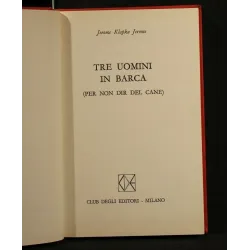 Jerome Klapka Jerome
TRE UOMINI
IN BARCA
(PER NON DIR DEL CANE)
CLUB DEGLI EDITORI - MILANO